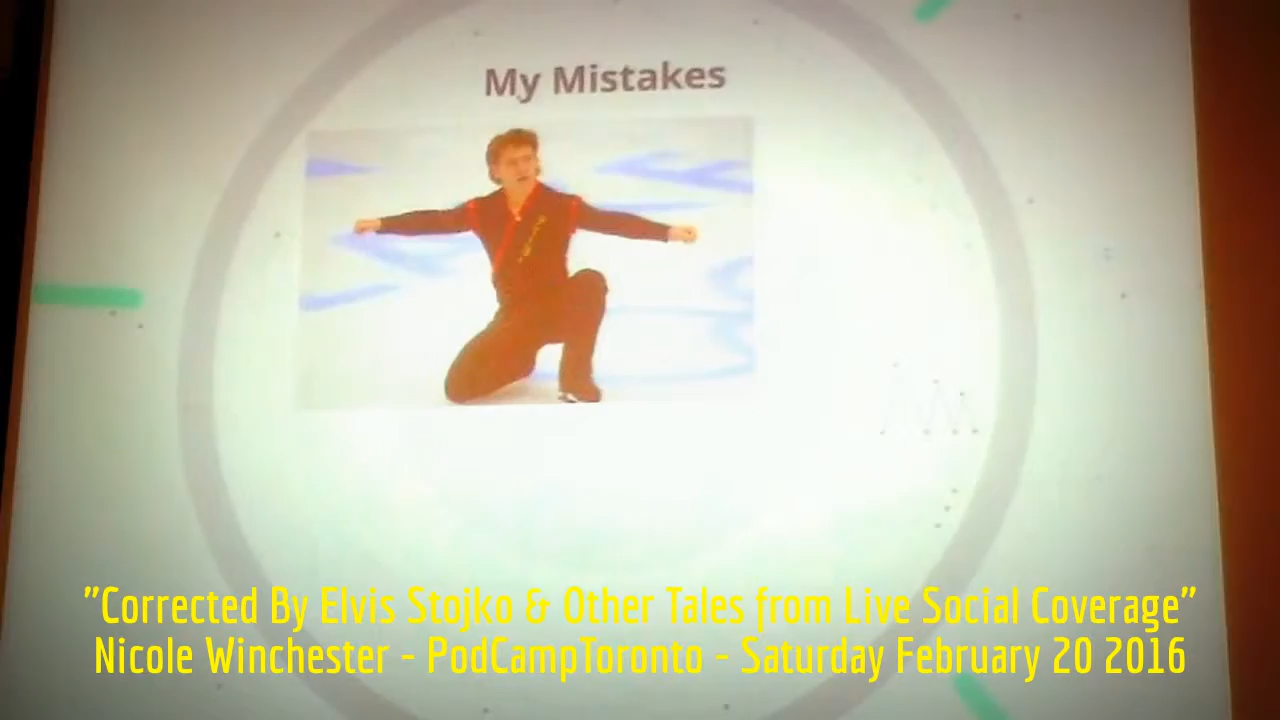 My Mistakes
"Corrected By Elvis Stojko & Other Tales from Live Social Coverage"
Nicole Winchester - PodCampToronto - Saturday February 20 2016